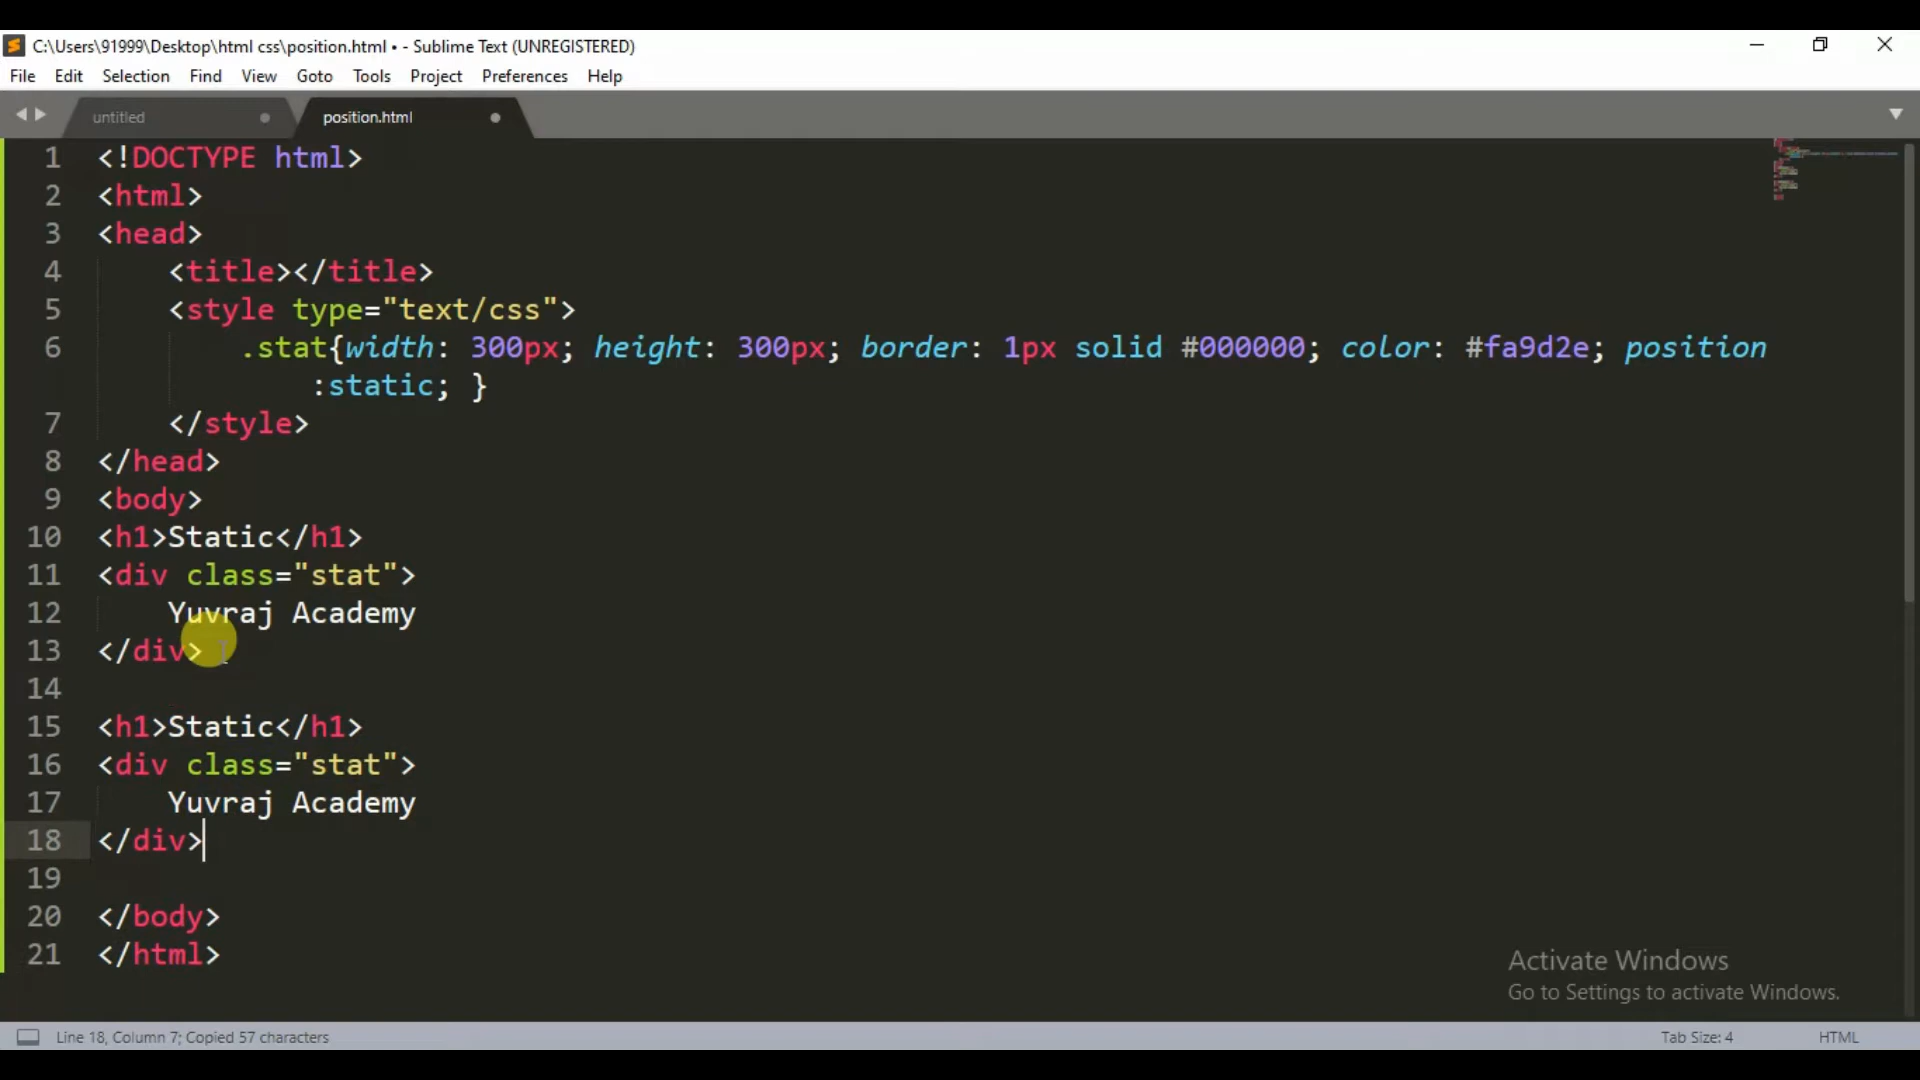 C:\Users\91999\Desktop\html css\position.html • - Sublime Text (UNREGISTERED)
File Edit Selection Find View Goto Tools Project Preferences Help
untitled position.html
1 <!DOCTYPE html>
2 <html>
3 <head>
4 <title></title>
5 <style type="text/css">
6 .stat{width: 300px; height: 300px; border: 1px solid #000000; color: #fa9d2e; position
:static; }
7 </style>
8 </head>
9 <body>
10 <h1>Static</h1>
11 <div class="stat">
12 Yuvraj Academy
13 </div>
14
15 <h1>Static</h1>
16 <div class="stat">
17 Yuvraj Academy
18 </div>
19
20 </body>
21 </html>
Activate Windows
Go to Settings to activate Windows.
Line 18, Column 7; Copied 57 characters Tab Size: 4 HTML